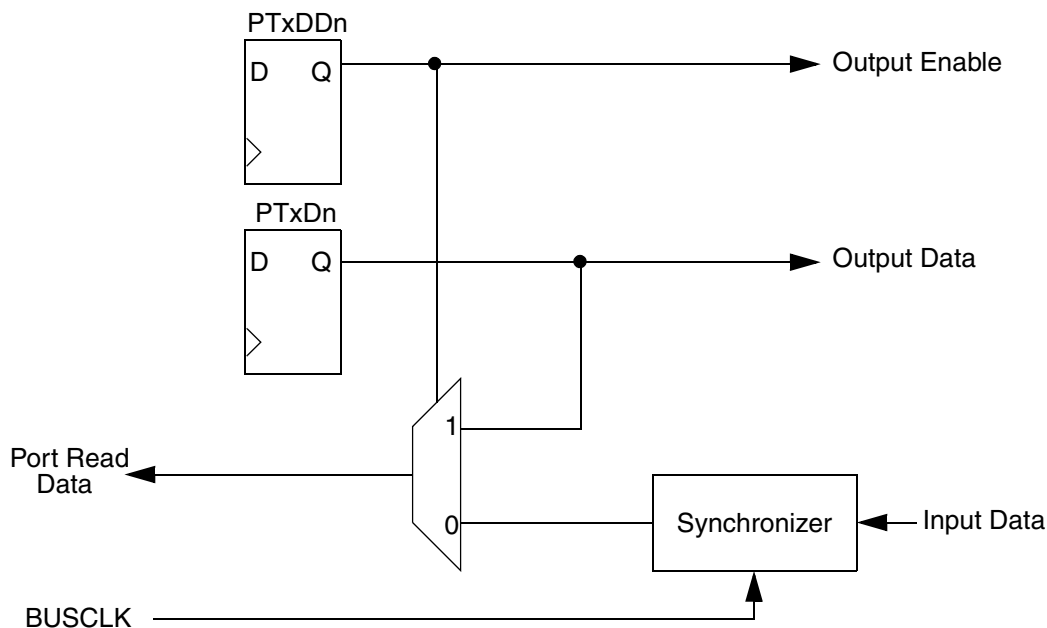 PTxDDn
D Q
Output Enable
PTxDn
D Q
Output Data
1
Port Read
Data
0
Synchronizer
Input Data
BUSCLK